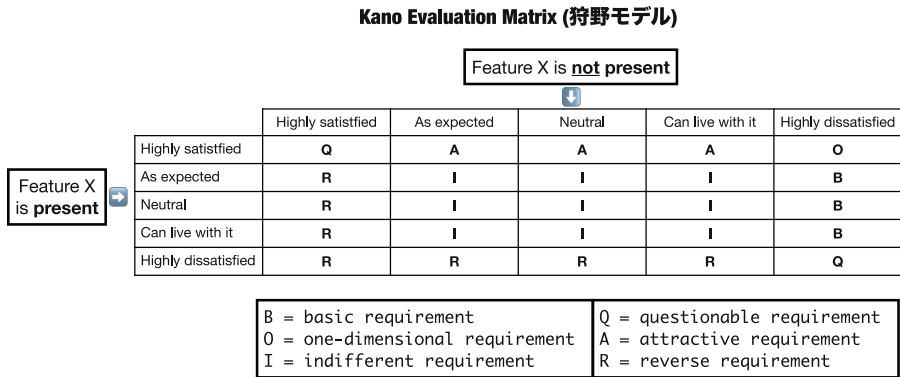 Kano Evaluation Matrix (狩野モデル)
Feature X is not present
Highly satistfied As expected Neutral Can live with it Highly dissatisfied
Highly satistfied Q A A A O
As expected R I I I B
Feature X
is present
Neutral R I I I B
Can live with it R I I I B
Highly dissatisfied R R R R Q
B = basic requirement
O = one-dimensional requirement
I = indifferent requirement
Q = questionable requirement
A = attractive requirement
R = reverse requirement